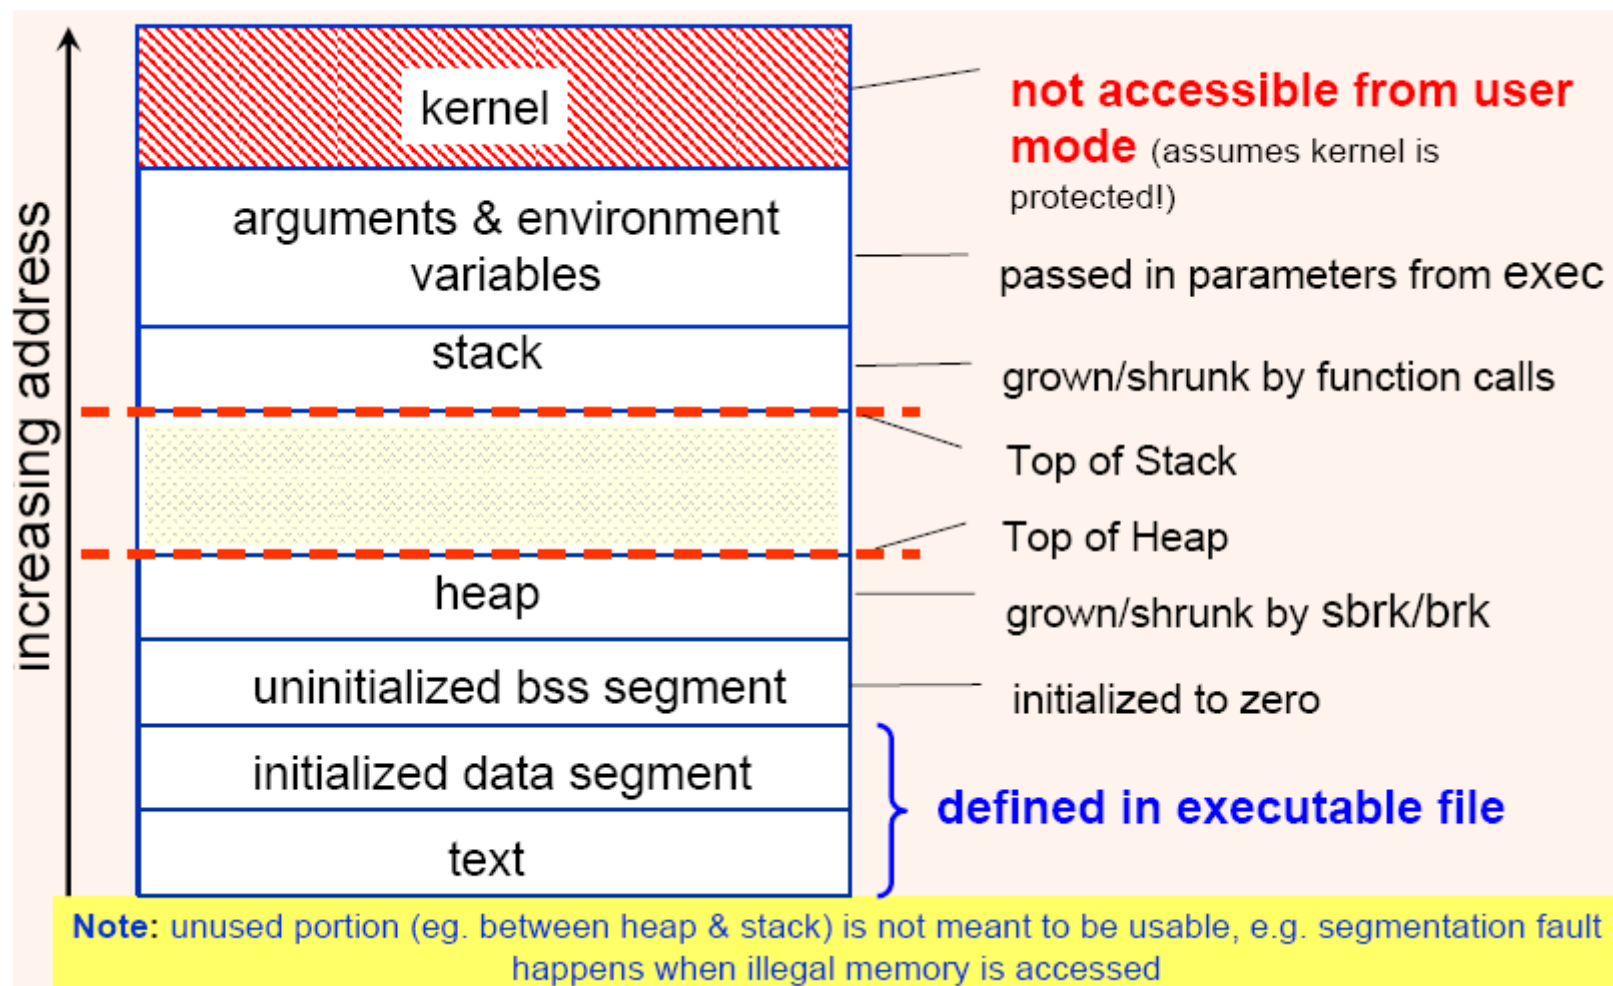 increasing address
kernel
not accessible from user
mode (assumes kernel is
protected!)
arguments & environment
variables
passed in parameters from exec
stack
grown/shrunk by function calls
Top of Stack
Top of Heap
heap
grown/shrunk by sbrk/brk
uninitialized bss segment
initialized to zero
initialized data segment
defined in executable file
text
Note: unused portion (eg. between heap & stack) is not meant to be usable, e.g. segmentation fault
happens when illegal memory is accessed